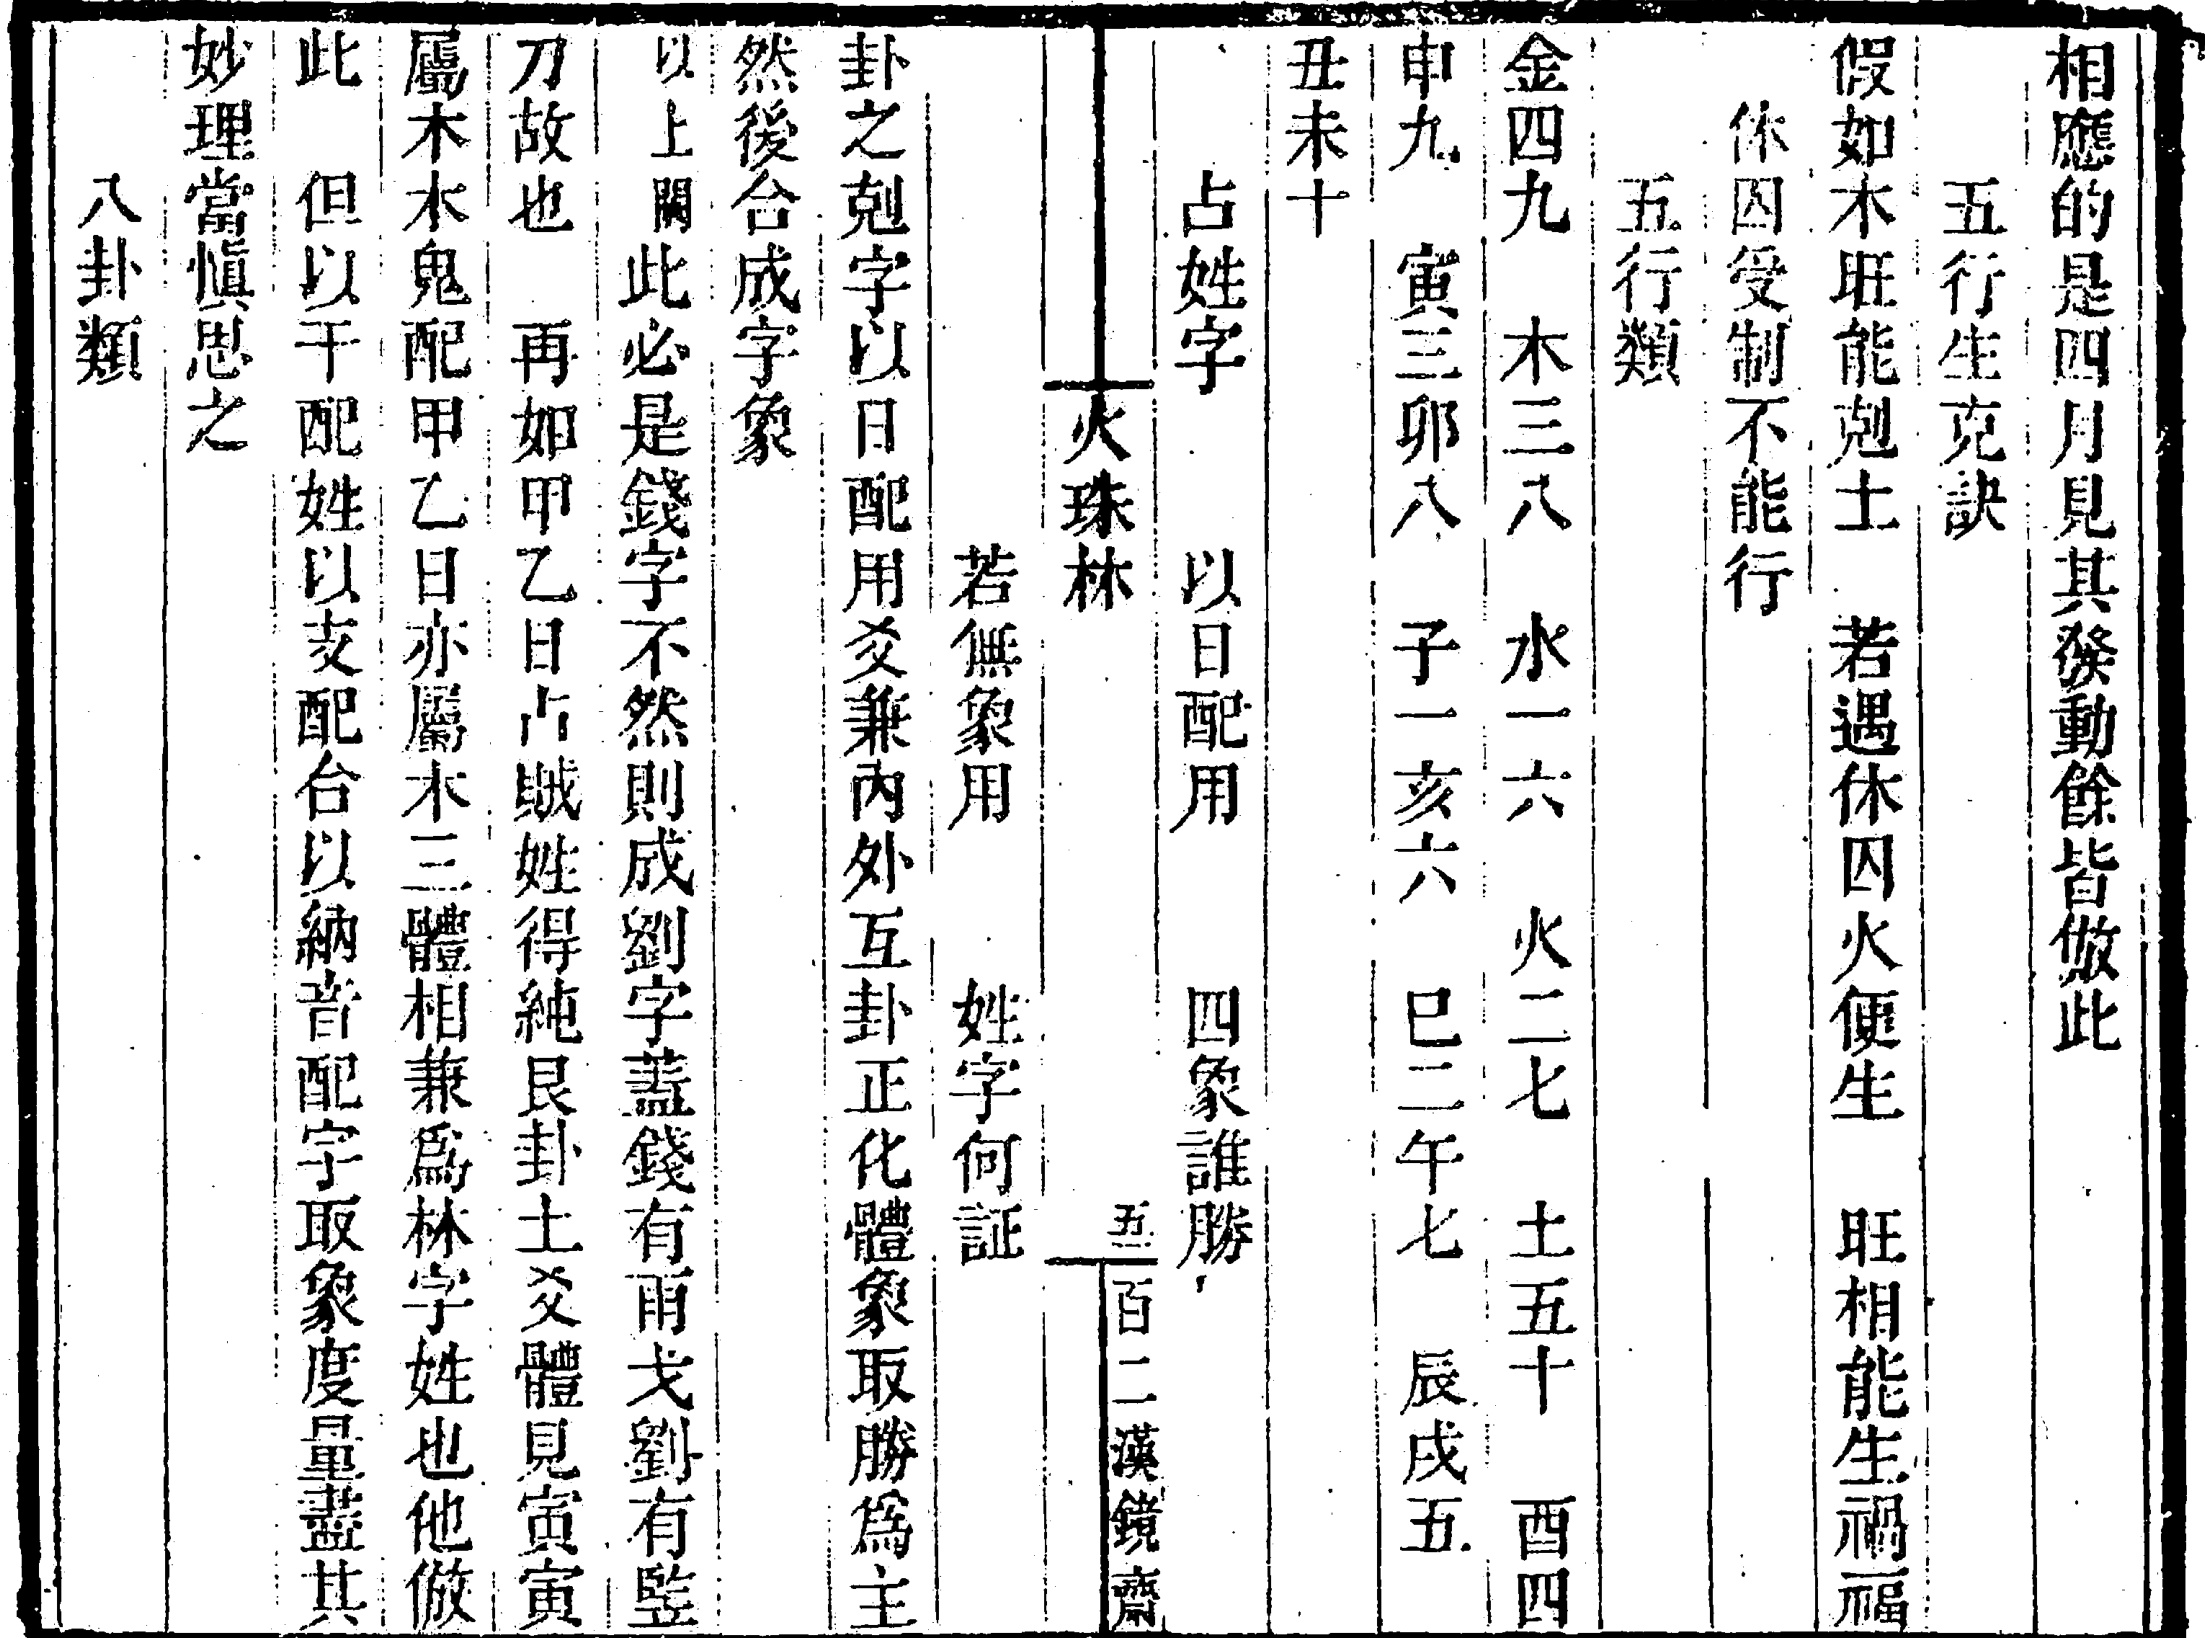 相應的是四月見其發動餘皆倣此
五行生克訣
假如木旺能剋土　若遇休囚火便生　旺相能生禍福
休囚受制不能行
五行類
金四九　木三八　水一六　火二七　土五十　酉四
申九　寅三卯八　子一亥六　巳二午七　辰戌五
丑未十
占姓字　以日配用　四象誰勝
火珠林　五　百二漢鏡齋
若無象用　姓字何証
卦之剋字以日配用爻兼內外互卦正化體象取勝爲主
然後合成字象
以上闕此必是錢字不然則成劉字蓋錢有兩戈劉有豎
刀故也　再如甲乙日占賊姓得純艮卦土爻體見寅寅
屬木木鬼配甲乙日亦屬木三體相兼爲林字姓也他倣
此　但以干配姓以支配台以納音配字取象度量盡其
妙理當愼思之
八卦類